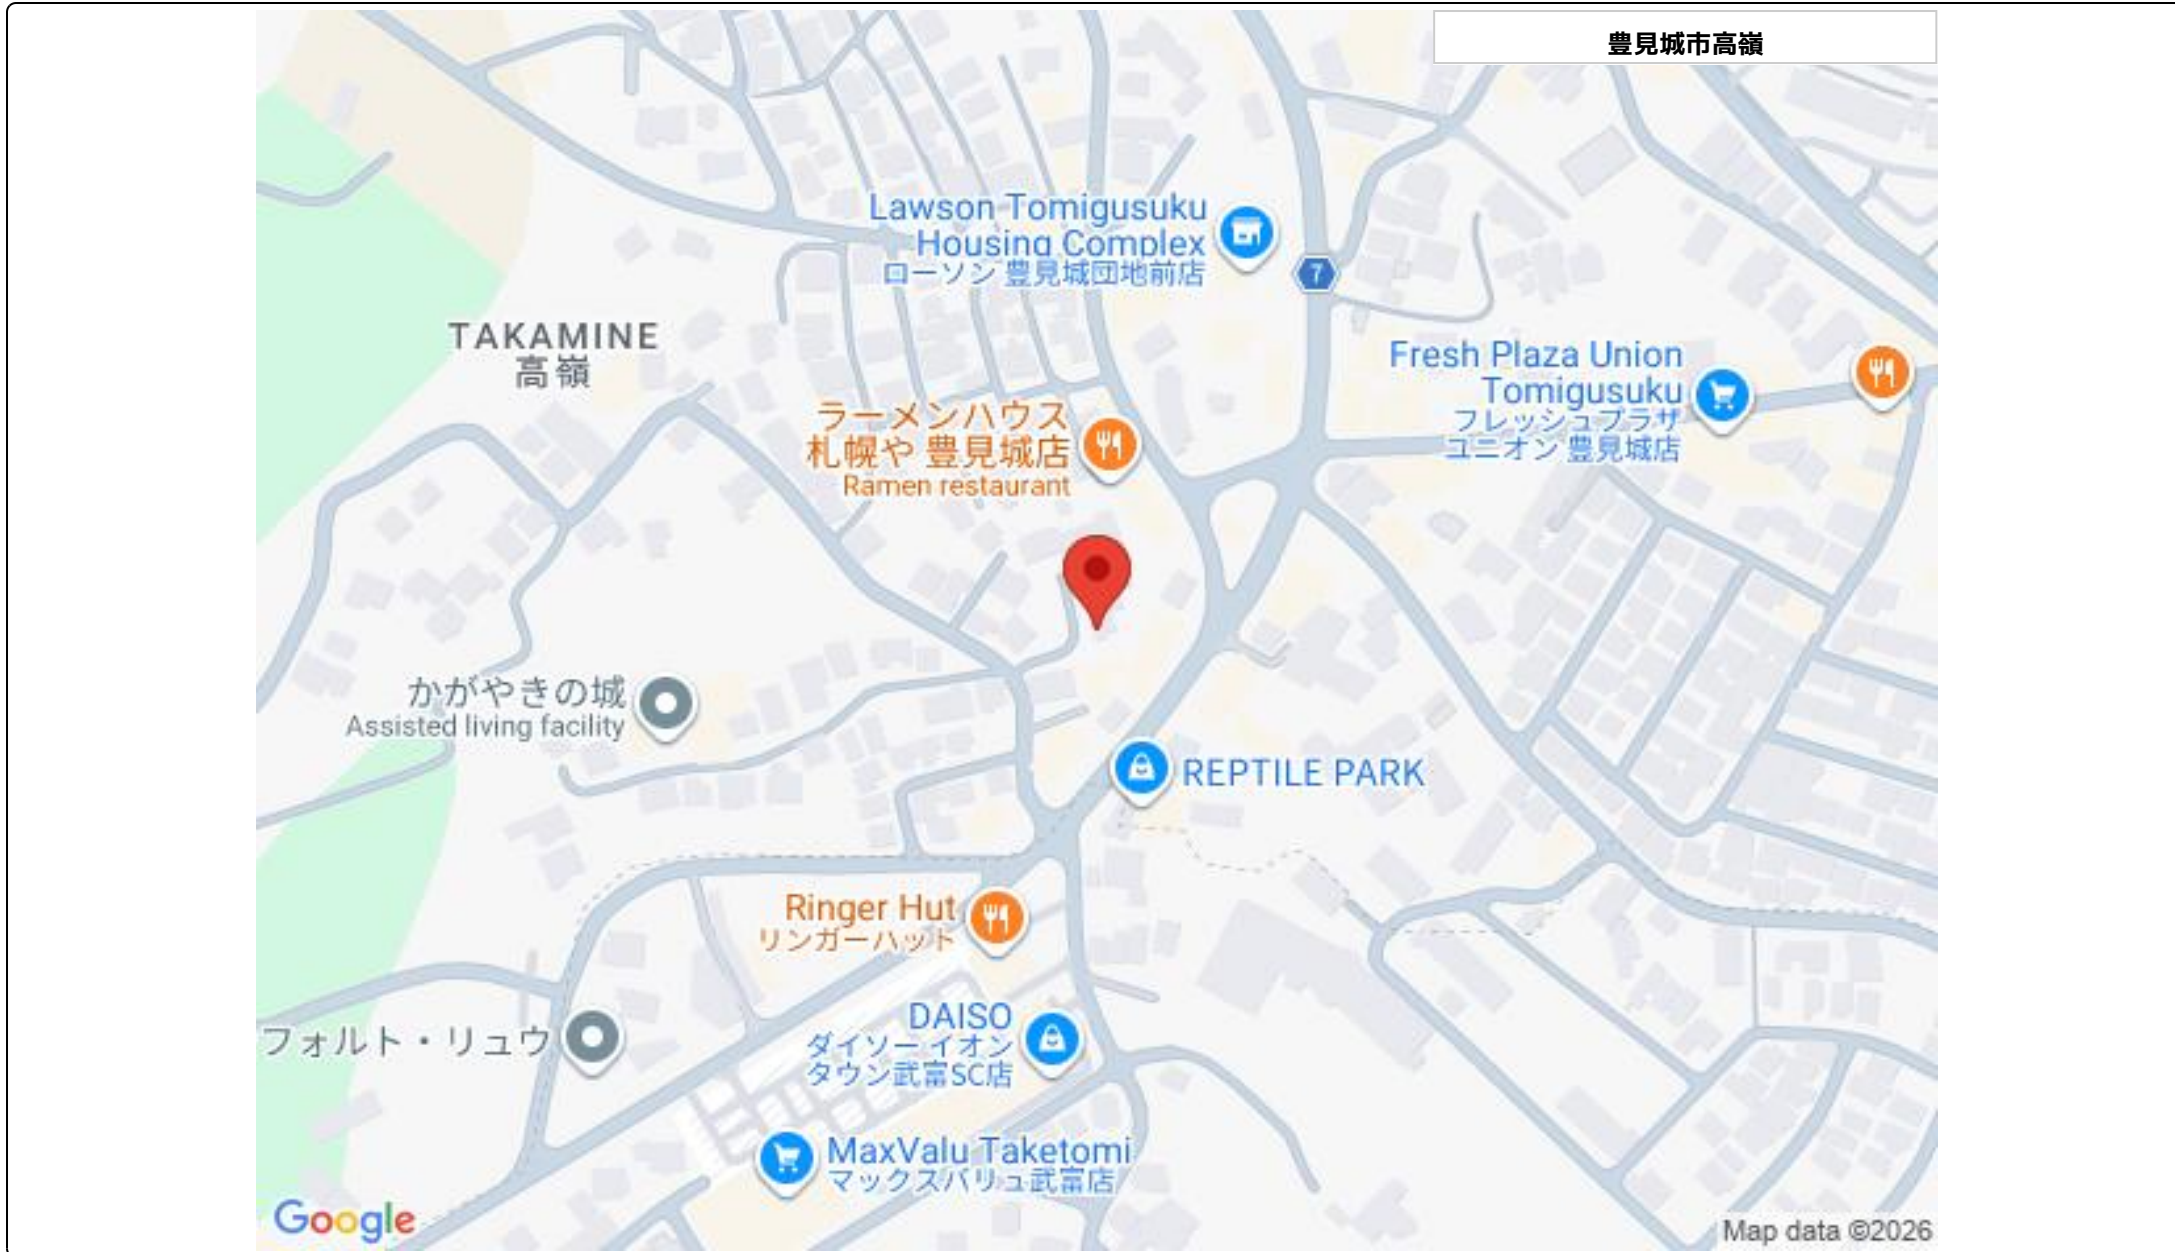 豊見城市高嶺
Lawson Tomigusuku
Housing Complex
ローソン 豊見城団地前店
7
TAKAMINE
高嶺
Fresh Plaza Union
Tomigusuku
フレッシュプラザ
ユニオン 豊見城店
ラーメンハウス
札幌や 豊見城店
Ramen restaurant
かがやきの城
Assisted living facility
REPTILE PARK
Ringer Hut
リンガーハット
DAISO
ダイソー イオン
タウン武富SC店
フォルト・リュウ
MaxValu Taketomi
マックスバリュ武富店
Google
Map data ©2026